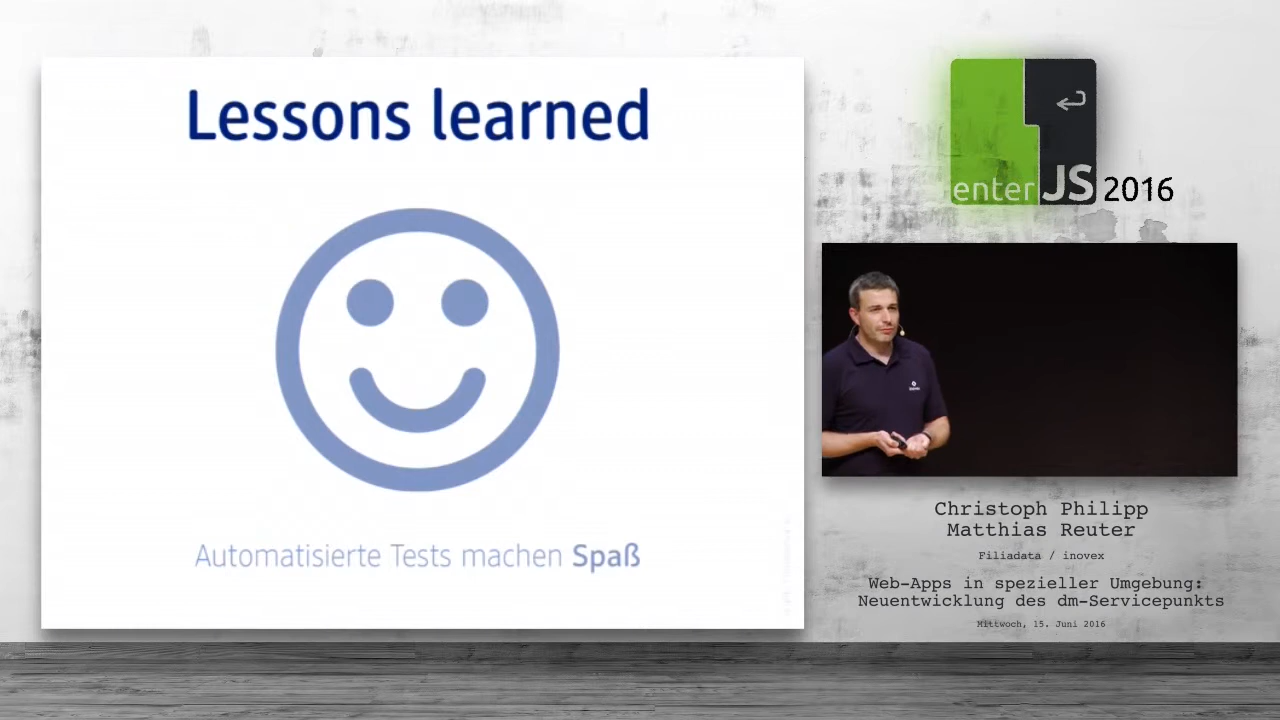 Lessons learned
Automatisierte Tests machen Spaß
enter JS 2016
Christoph Philipp
Matthias Reuter
Filiadata / inovex
Web-Apps in spezieller Umgebung:
Neuentwicklung des dm-Servicepunkts
Mittwoch, 15. Juni 2016